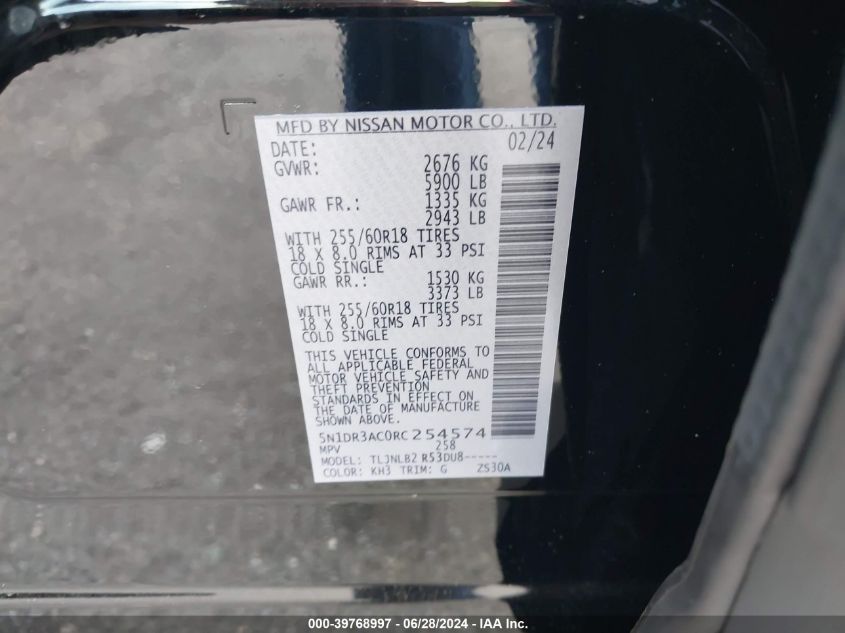 MFD BY NISSAN MOTOR CO., LTD.
DATE: 02/24
GVWR: 2676 KG
5900 LB
GAWR FR.: 1335 KG
2943 LB
WITH 255/60R18 TIRES
18 X 8.0 RIMS AT 33 PSI
COLD SINGLE
GAWR RR.: 1530 KG
3373 LB
WITH 255/60R18 TIRES
18 X 8.0 RIMS AT 33 PSI
COLD SINGLE
THIS VEHICLE CONFORMS TO
ALL APPLICABLE FEDERAL
MOTOR VEHICLE SAFETY AND
THEFT PREVENTION
STANDARDS IN EFFECT ON
THE DATE OF MANUFACTURE
SHOWN ABOVE.
5N1DR3AC0RC254574
MPV 258
MODEL: TLJNLB2 R53DU8-----
COLOR: KH3 TRIM: G ZS30A
000-39768997 - 06/28/2024 - IAA Inc.